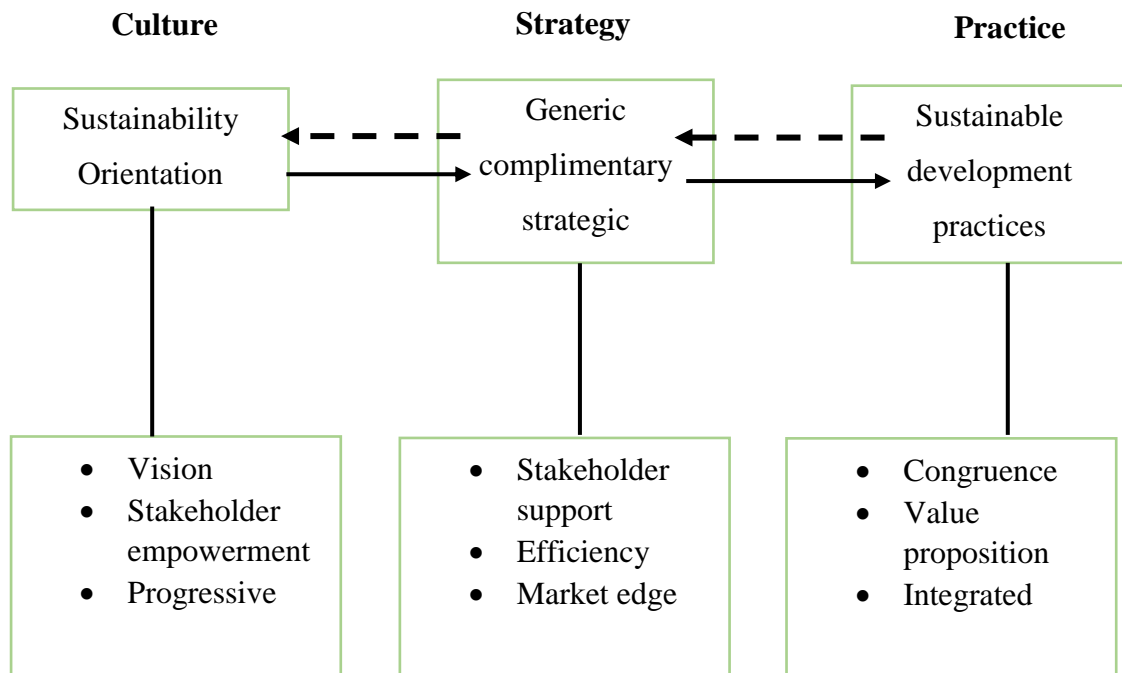 Culture
Strategy
Practice
Sustainability
Orientation
Generic
complimentary
strategic
Sustainable
development
practices
• Vision
• Stakeholder
empowerment
• Progressive
• Stakeholder
support
• Efficiency
• Market edge
• Congruence
• Value
proposition
• Integrated